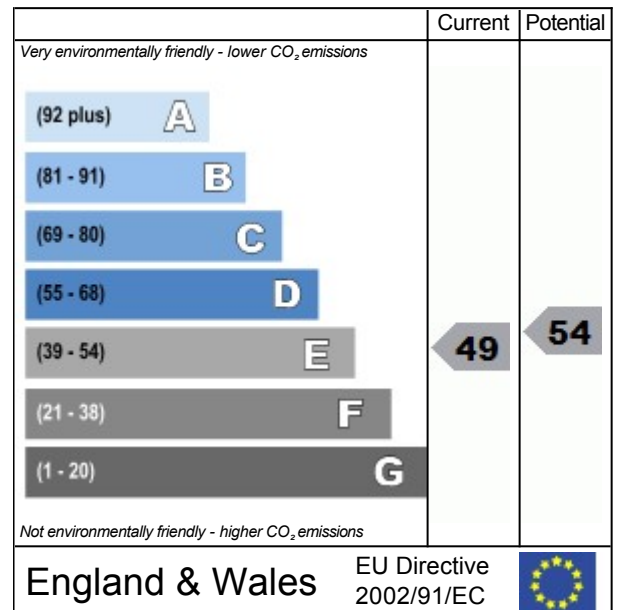 Current Potential
Very environmentally friendly - lower CO₂ emissions
(92 plus) A
(81 - 91) B
(69 - 80) C
(55 - 68) D
(39 - 54) E
49
54
(21 - 38) F
(1 - 20) G
Not environmentally friendly - higher CO₂ emissions
England & Wales
EU Directive
2002/91/EC